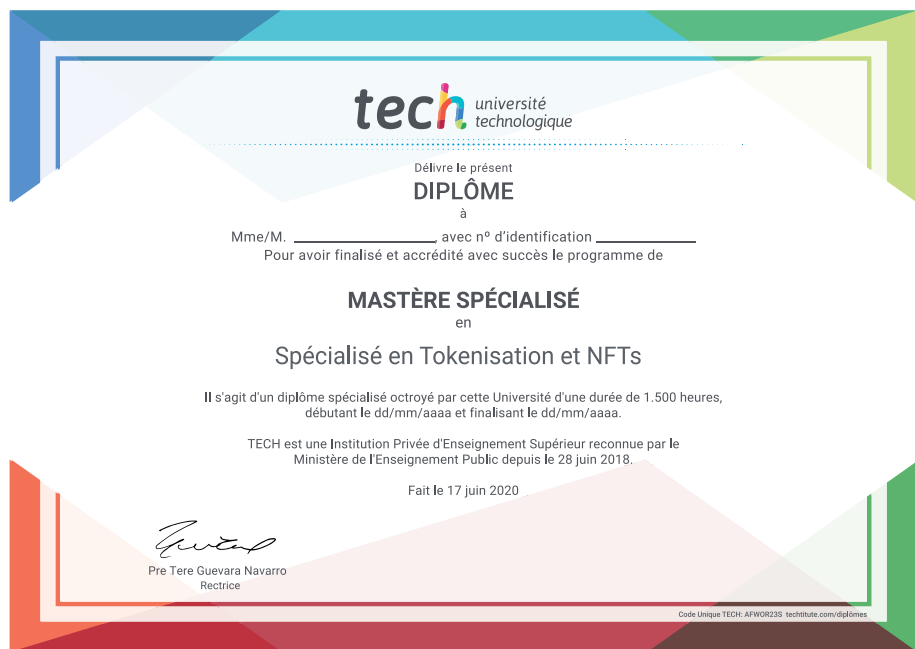 tech université
technologique
Délivre le présent
DIPLÔME
à
Mme/M. ____________, avec nº d'identification ____________
Pour avoir finalisé et accrédité avec succès le programme de
MASTÈRE SPÉCIALISÉ
en
Spécialisé en Tokenisation et NFTs
Il s'agit d'un diplôme spécialisé octroyé par cette Université d'une durée de 1.500 heures,
débutant le dd/mm/aaaa et finalisant le dd/mm/aaaa.
TECH est une Institution Privée d'Enseignement Supérieur reconnue par le
Ministère de l'Enseignement Public depuis le 28 juin 2018.
Fait le 17 juin 2020
Pre Tere Guevara Navarro
Rectrice
Code Unique TECH: AFWOR23S techtitute.com/diplômes